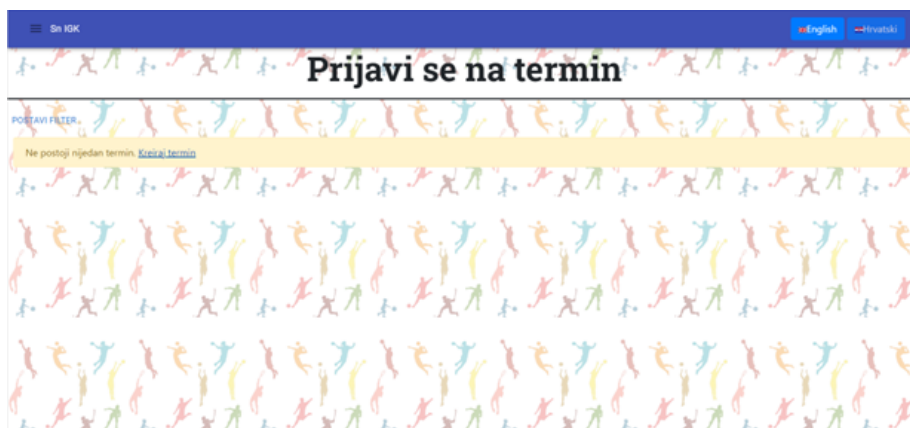 Sn IGK
English
Hrvatski
Prijavi se na termin
POSTAVI FILTER
Ne postoji nijedan termin. Kreiraj termin